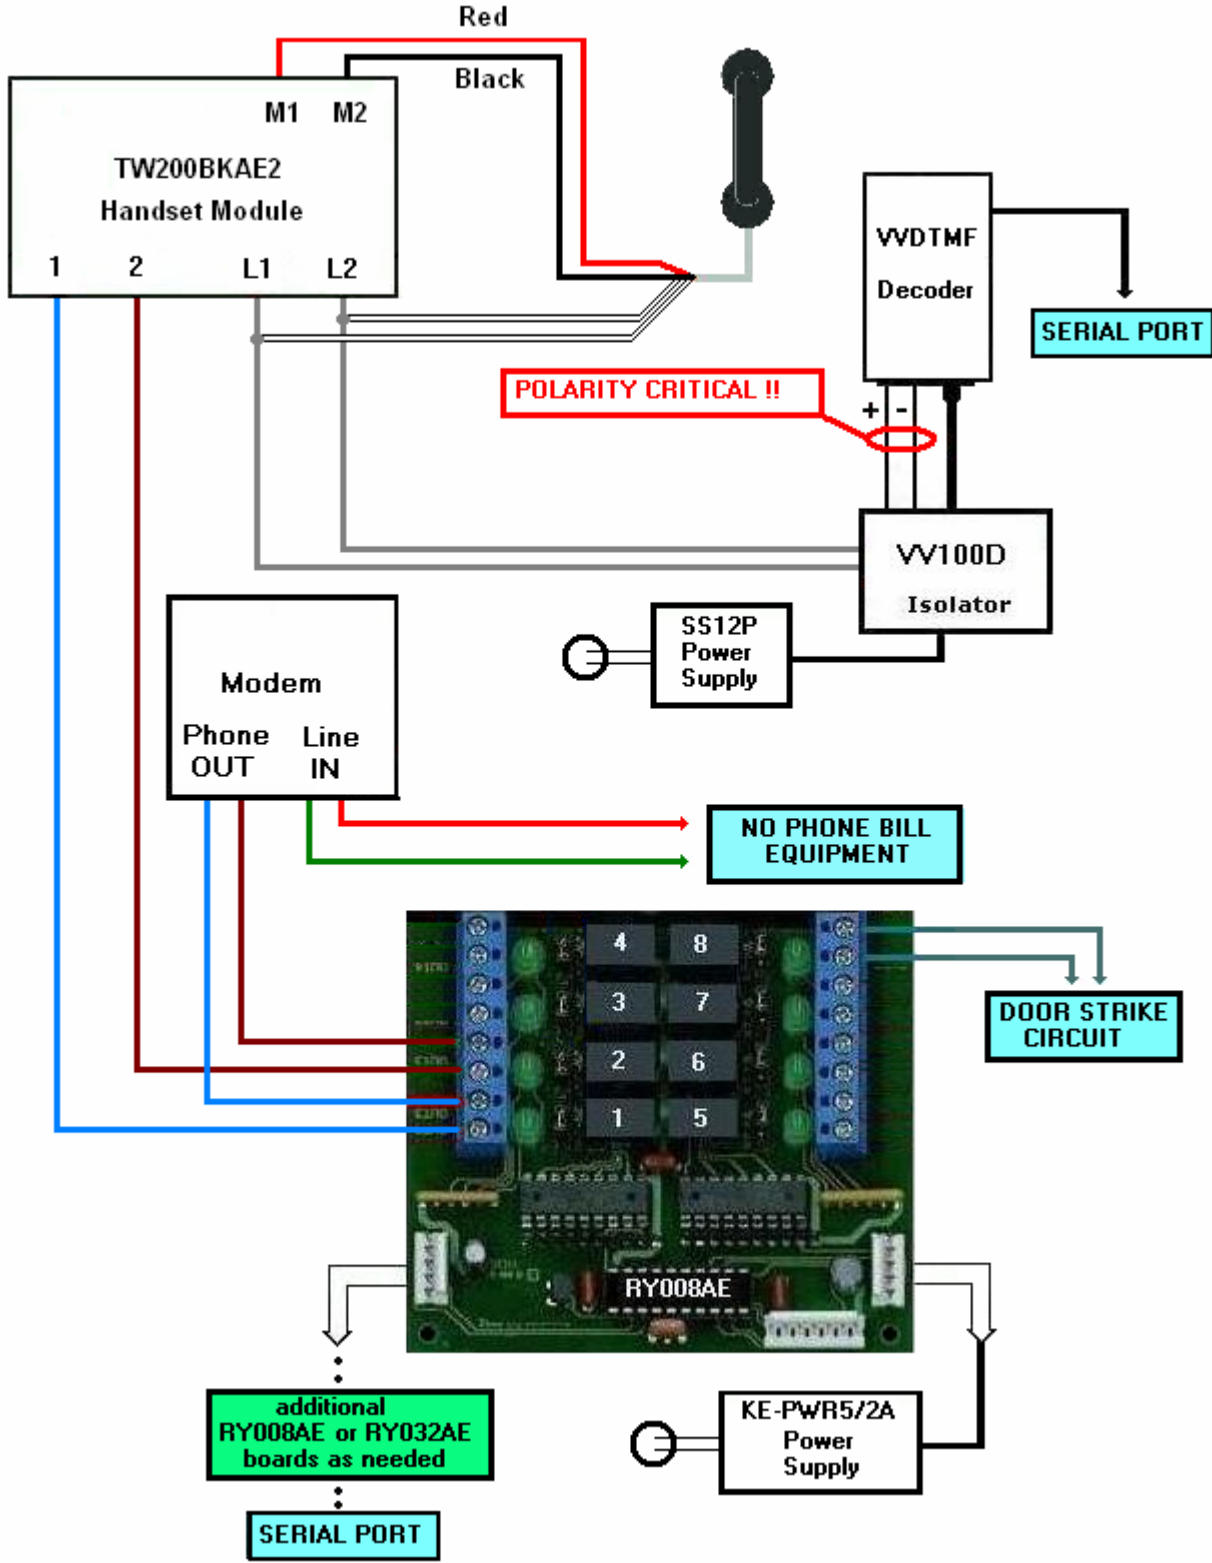 Red
Black
M1 M2
TW200BKAE2
Handset Module
1 2 L1 L2
VVDTMF
Decoder
SERIAL PORT
POLARITY CRITICAL !!
+ -
VV100D
Isolator
SS12P
Power
Supply
Modem
Phone Line
OUT IN
NO PHONE BILL
EQUIPMENT
4 8
3 7
2 6
1 5
DOOR STRIKE
CIRCUIT
RY008AE
additional
RY008AE or RY032AE
boards as needed
SERIAL PORT
KE-PWR5/2A
Power
Supply